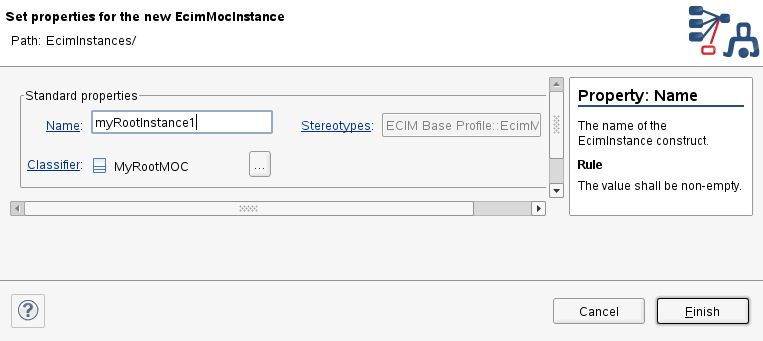 Set properties for the new EcimMocInstance
Path: EcimInstances/
Standard properties
Name: myRootInstance1 Stereotypes: ECIM Base Profile::EcimM
Classifier: MyRootMOC ...
Property: Name
The name of the
EcimInstance construct.
Rule
The value shall be non-empty.
? Cancel Finish